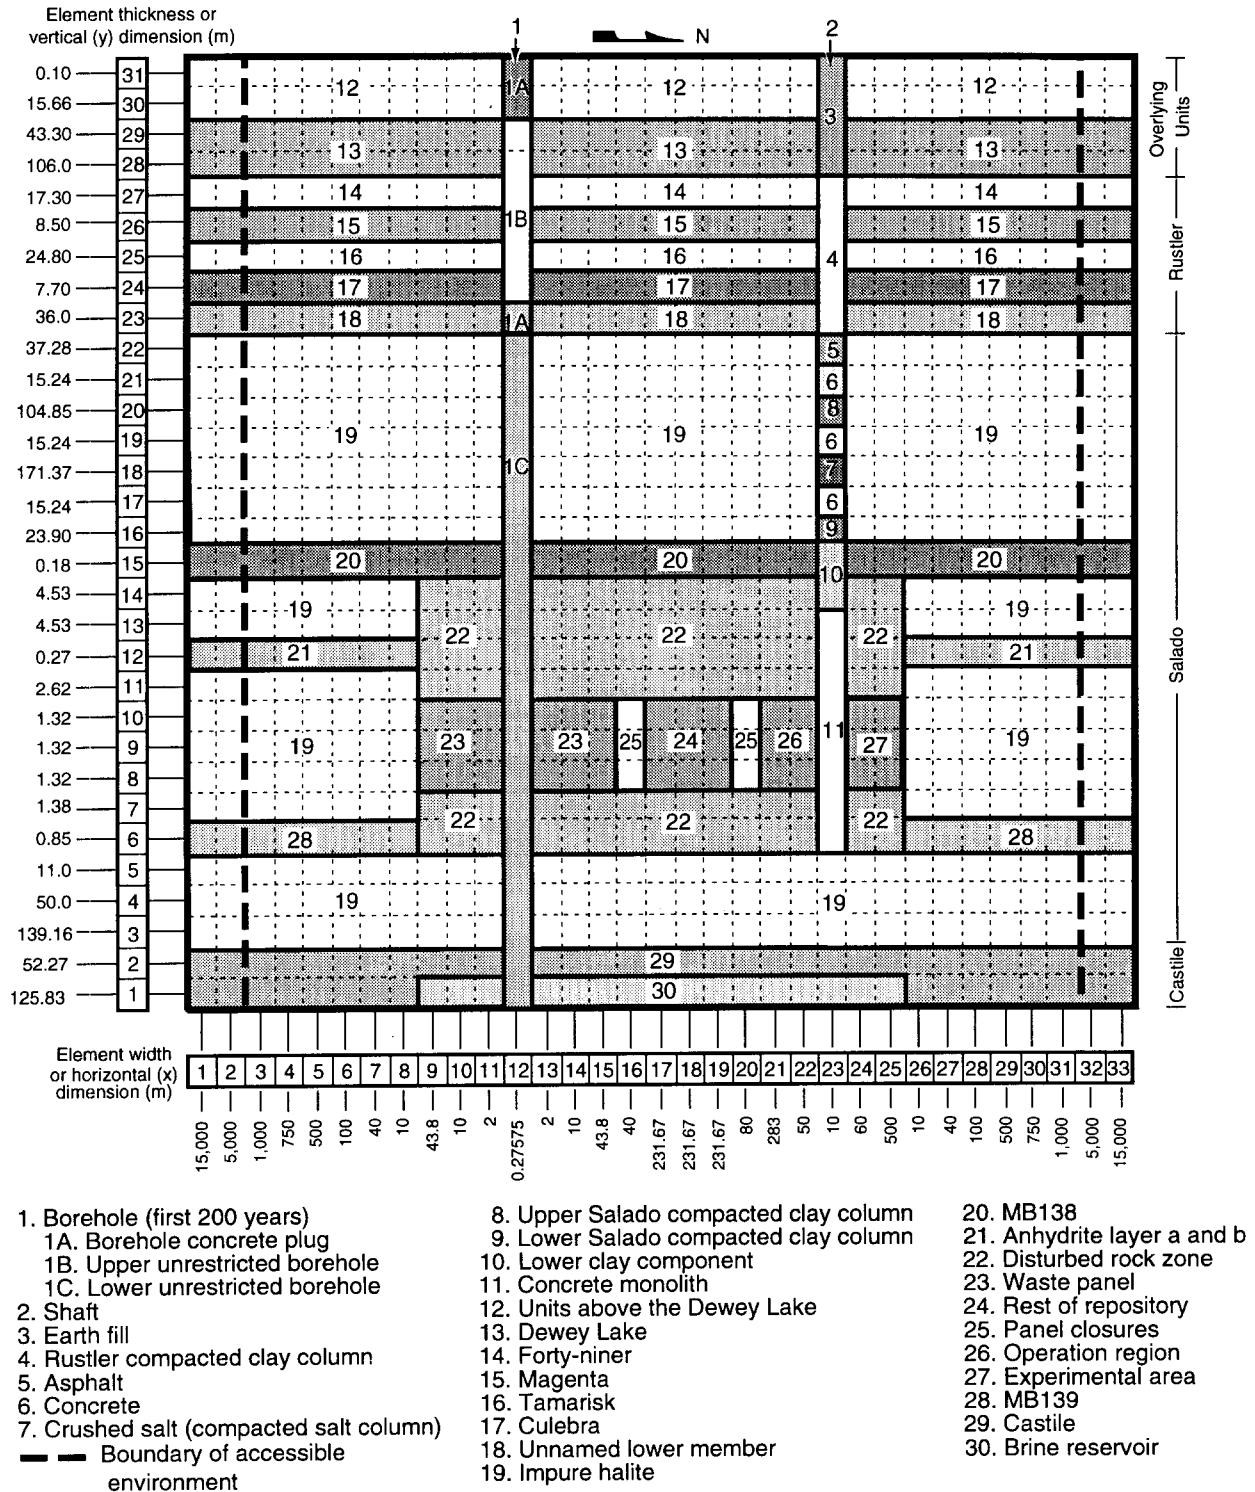 Element thickness or
vertical (y) dimension (m)
1
N
2
0.10 31 12 1A 12 12
15.66 30
3
Overlying
Units
43.30 29
13 13 13
106.0 28
17.30 27 14 14 14
8.50 26 15 1B 15 15
24.80 25 16 16 4 16
7.70 24 17 17 17
36.0 23 18 1A 18 18
Rustler
37.28 22 5
15.24 21 6
104.85 20 8
15.24 19 19 19 6 19
171.37 18 1C 7
15.24 17 6
23.90 16 9
0.18 15 20 20 20
10
4.53 14 19 19
4.53 13 22 22 22
0.27 12 21 21
Salado
2.62 11
1.32 10
11
1.32 9 19 23 23 25 24 25 26 27 19
1.32 8
1.38 7
22 22 22
0.85 6 28 28
11.0 5
50.0 4 19 19
139.16 3
52.27 2 29
125.83 1 30
Castile
Element width
or horizontal (x)
dimension (m)
1 2 3 4 5 6 7 8 9 10 11 12 13 14 15 16 17 18 19 20 21 22 23 24 25 26 27 28 29 30 31 32 33
15,000 5,000 1,000 750 500 100 40 10 43.8 10 2 0.27575 2 10 43.8 40 231.67 231.67 231.67 80 283 50 10 60 500 10 40 100 500 750 1,000 5,000 15,000
1. Borehole (first 200 years)
1A. Borehole concrete plug
1B. Upper unrestricted borehole
1C. Lower unrestricted borehole
2. Shaft
3. Earth fill
4. Rustler compacted clay column
5. Asphalt
6. Concrete
7. Crushed salt (compacted salt column)
Boundary of accessible
environment
8. Upper Salado compacted clay column
9. Lower Salado compacted clay column
10. Lower clay component
11. Concrete monolith
12. Units above the Dewey Lake
13. Dewey Lake
14. Forty-niner
15. Magenta
16. Tamarisk
17. Culebra
18. Unnamed lower member
19. Impure halite
20. MB138
21. Anhydrite layer a and b
22. Disturbed rock zone
23. Waste panel
24. Rest of repository
25. Panel closures
26. Operation region
27. Experimental area
28. MB139
29. Castile
30. Brine reservoir